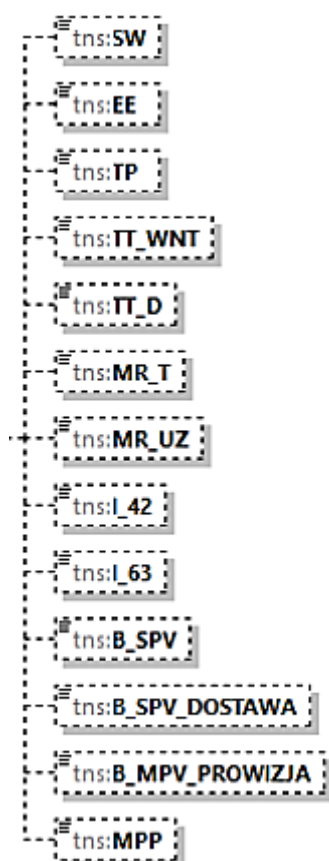 tns:SW
tns:EE
tns:TP
tns:TT_WNT
tns:TT_D
tns:MR_T
tns:MR_UZ
tns:I_42
tns:I_63
tns:B_SPV
tns:B_SPV_DOSTAWA
tns:B_MPV_PROWIZJA
tns:MPP